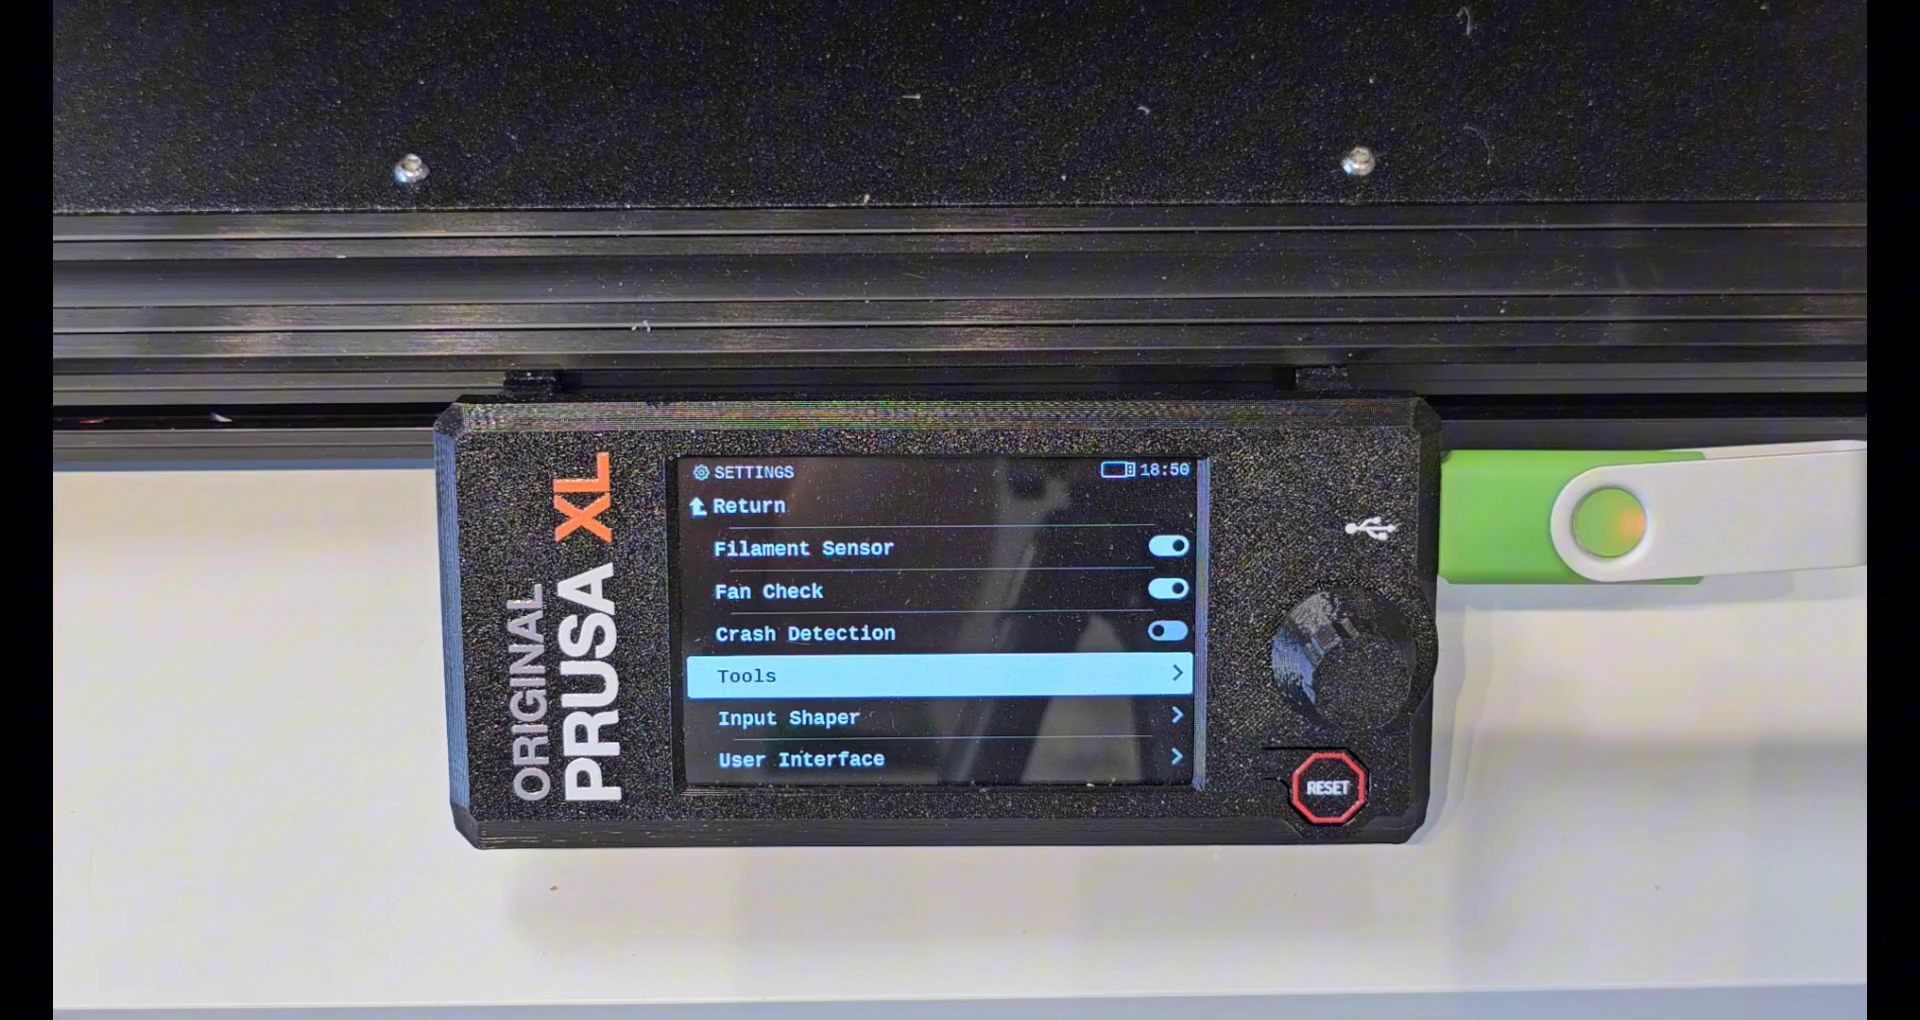 ORIGINAL
PRUSA XL
SETTINGS
18:50
Return
Filament Sensor
Fan Check
Crash Detection
Tools
Input Shaper
User Interface
RESET